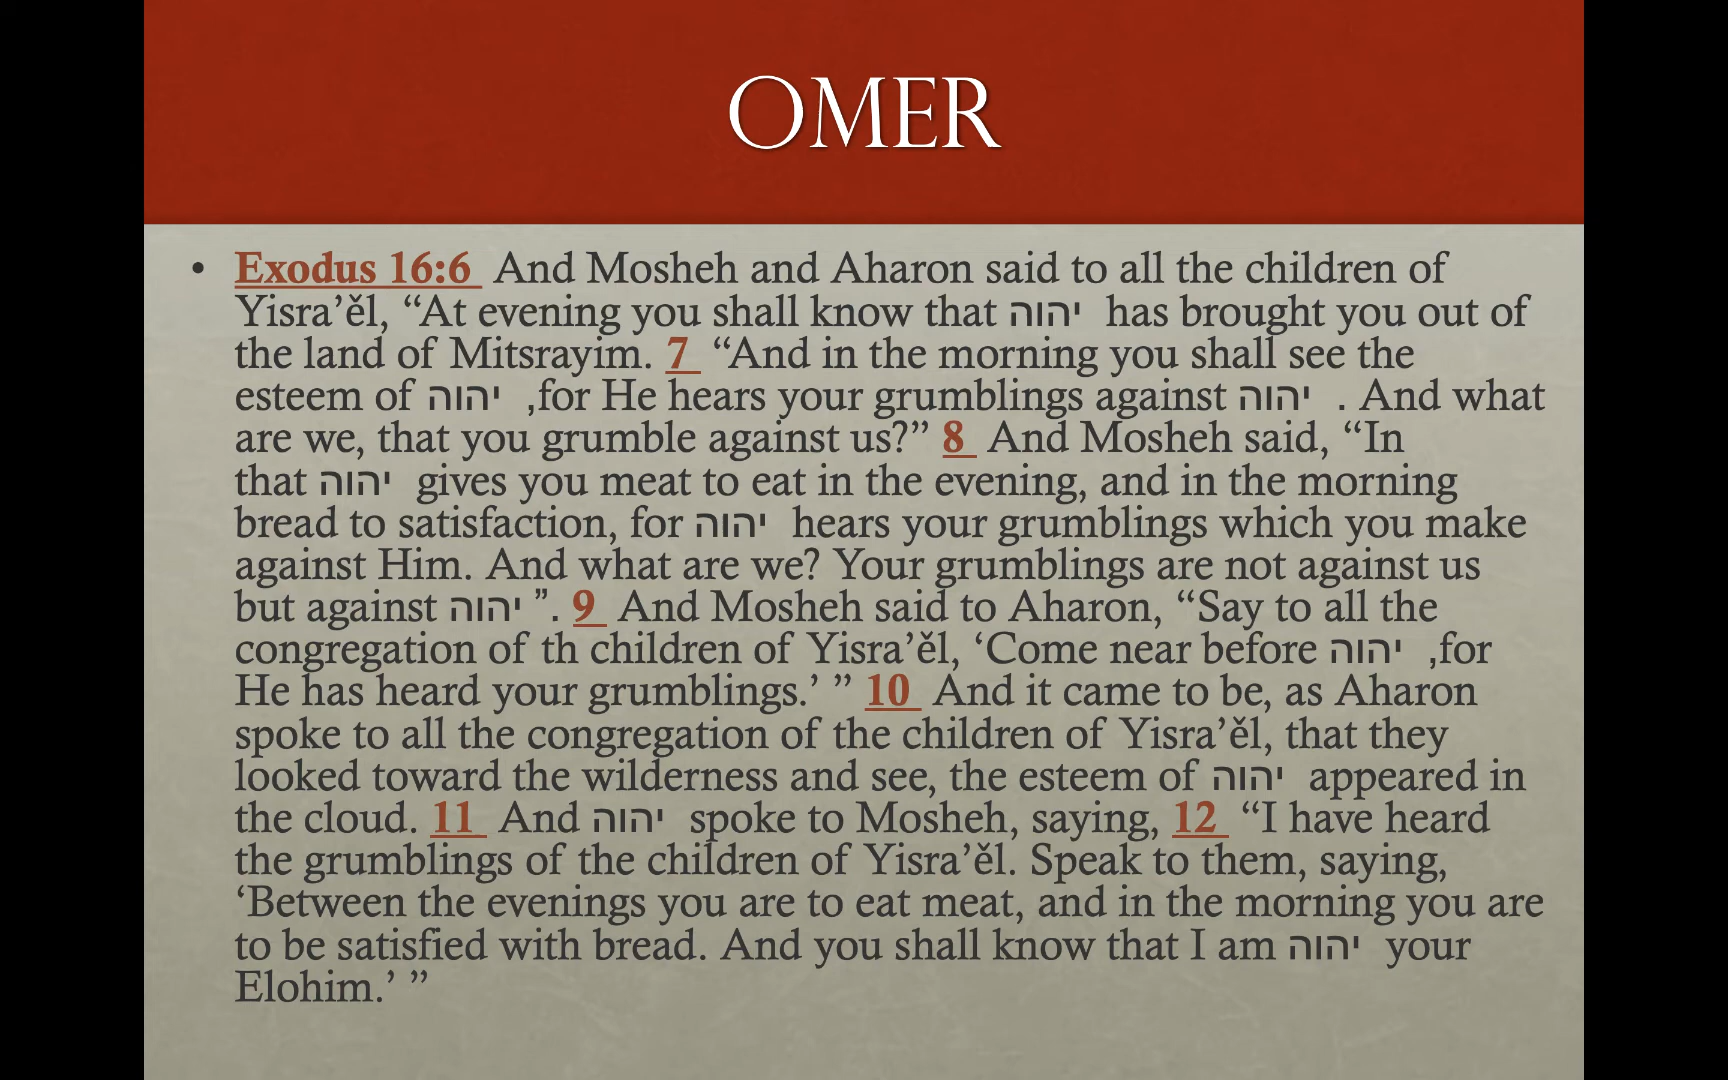 OMER
• Exodus 16:6 And Mosheh and Aharon said to all the children of
Yisra’ěl, “At evening you shall know that יהוה has brought you out of
the land of Mitsrayim. 7 “And in the morning you shall see the
esteem of יהוה ,for He hears your grumblings against יהוה . And what
are we, that you grumble against us?” 8 And Mosheh said, “In
that יהוה gives you meat to eat in the evening, and in the morning
bread to satisfaction, for יהוה hears your grumblings which you make
against Him. And what are we? Your grumblings are not against us
but against יהוה ”. 9 And Mosheh said to Aharon, “Say to all the
congregation of th children of Yisra’ěl, ‘Come near before יהוה ,for
He has heard your grumblings.’ ” 10 And it came to be, as Aharon
spoke to all the congregation of the children of Yisra’ěl, that they
looked toward the wilderness and see, the esteem of יהוה appeared in
the cloud. 11 And יהוה spoke to Mosheh, saying, 12 “I have heard
the grumblings of the children of Yisra’ěl. Speak to them, saying,
‘Between the evenings you are to eat meat, and in the morning you are
to be satisfied with bread. And you shall know that I am יהוה your
Elohim.’ ”